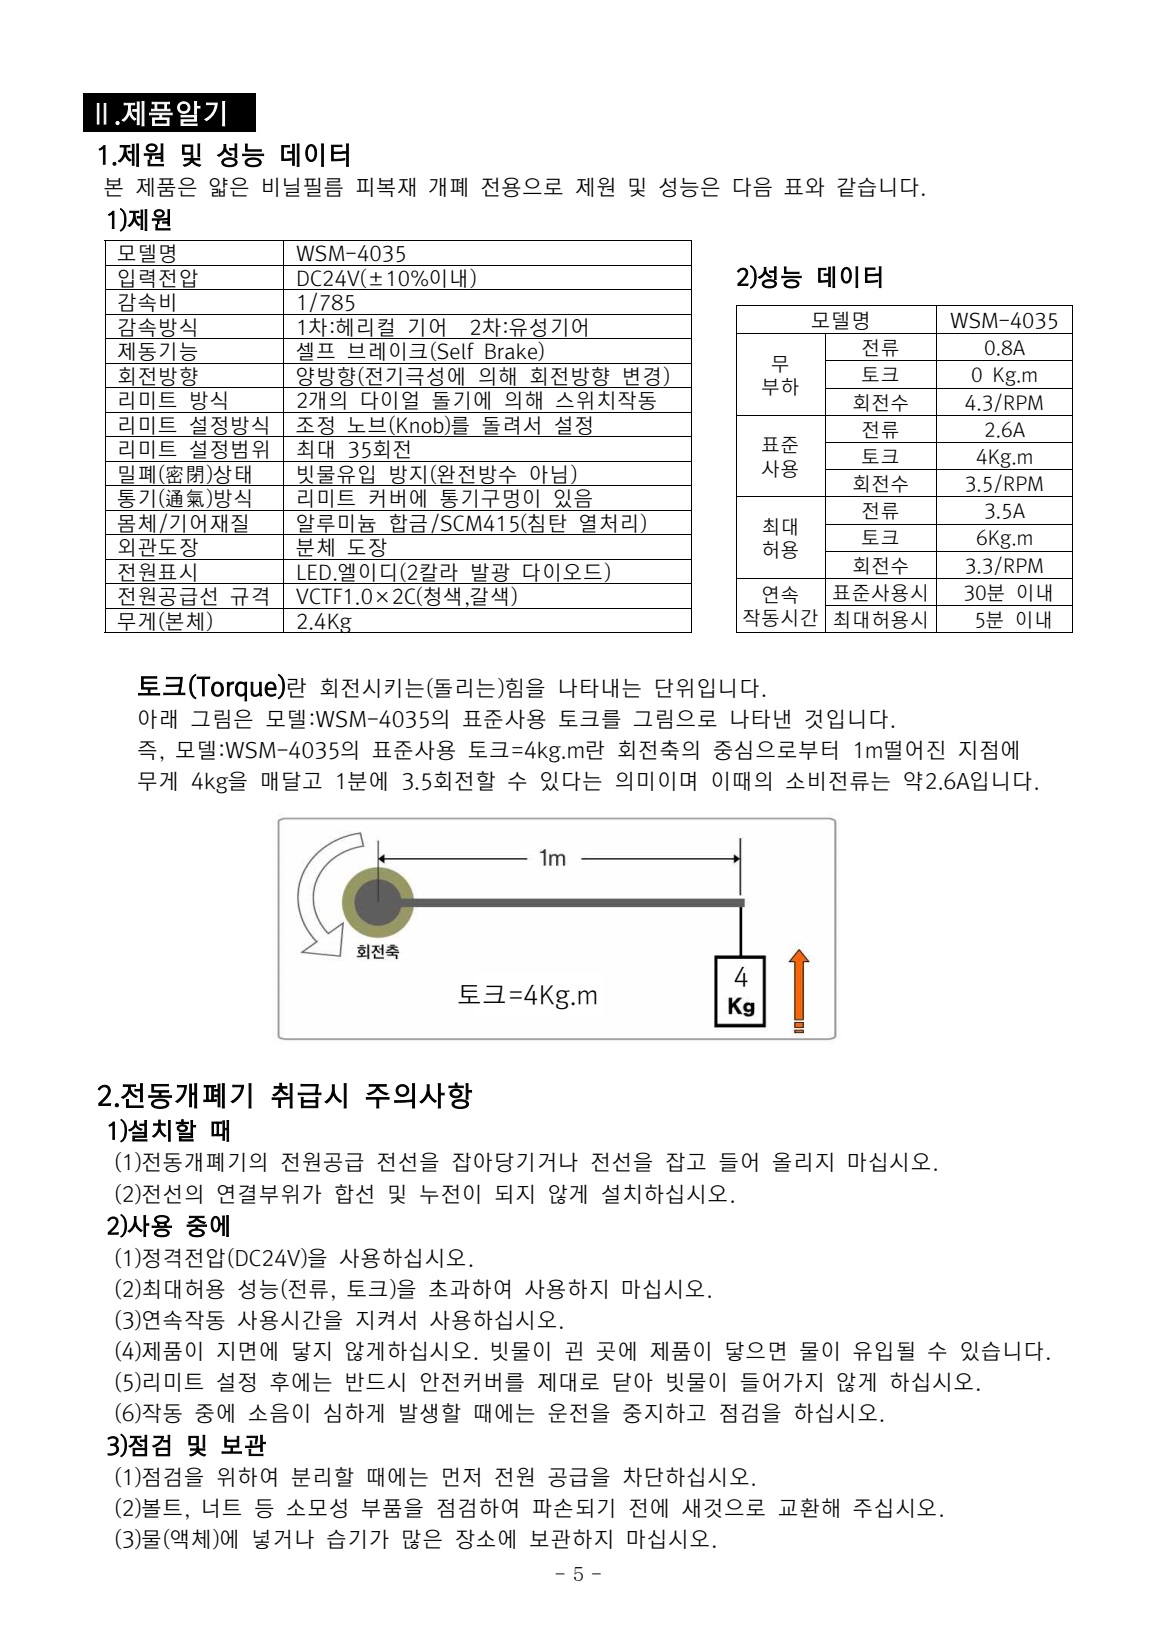 Ⅱ.제품알기
1.제원 및 성능 데이터
본 제품은 얇은 비닐필름 피복재 개폐 전용으로 제원 및 성능은 다음 표와 같습니다.
1)제원
모델명 WSM-4035
입력전압 DC24V(±10%이내)
감속비 1/785
감속방식 1차:헤리컬 기어 2차:유성기어
제동기능 셀프 브레이크(Self Brake)
회전방향 양방향(전기극성에 의해 회전방향 변경)
리미트 방식 2개의 다이얼 돌기에 의해 스위치작동
리미트 설정방식 조정 노브(Knob)를 돌려서 설정
리미트 설정범위 최대 35회전
밀폐(密閉)상태 빗물유입 방지(완전방수 아님)
통기(通氣)방식 리미트 커버에 통기구멍이 있음
몸체/기어재질 알루미늄 합금/SCM415(침탄 열처리)
외관도장 분체 도장
전원표시 LED.엘이디(2칼라 발광 다이오드)
전원공급선 규격 VCTF1.0×2C(청색,갈색)
무게(본체) 2.4Kg
2)성능 데이터
모델명 WSM-4035
무
부하
전류 0.8A
토크 0 Kg.m
회전수 4.3/RPM
표준
사용
전류 2.6A
토크 4Kg.m
회전수 3.5/RPM
최대
허용
전류 3.5A
토크 6Kg.m
회전수 3.3/RPM
연속
작동시간
표준사용시 30분 이내
최대허용시 5분 이내
토크(Torque)란 회전시키는(돌리는)힘을 나타내는 단위입니다.
아래 그림은 모델:WSM-4035의 표준사용 토크를 그림으로 나타낸 것입니다.
즉, 모델:WSM-4035의 표준사용 토크=4kg.m란 회전축의 중심으로부터 1m떨어진 지점에
무게 4kg을 매달고 1분에 3.5회전할 수 있다는 의미이며 이때의 소비전류는 약2.6A입니다.
1m
회전축
토크=4Kg.m
4
Kg
2.전동개폐기 취급시 주의사항
1)설치할 때
(1)전동개폐기의 전원공급 전선을 잡아당기거나 전선을 잡고 들어 올리지 마십시오.
(2)전선의 연결부위가 합선 및 누전이 되지 않게 설치하십시오.
2)사용 중에
(1)정격전압(DC24V)을 사용하십시오.
(2)최대허용 성능(전류, 토크)을 초과하여 사용하지 마십시오.
(3)연속작동 사용시간을 지켜서 사용하십시오.
(4)제품이 지면에 닿지 않게하십시오. 빗물이 괸 곳에 제품이 닿으면 물이 유입될 수 있습니다.
(5)리미트 설정 후에는 반드시 안전커버를 제대로 닫아 빗물이 들어가지 않게 하십시오.
(6)작동 중에 소음이 심하게 발생할 때에는 운전을 중지하고 점검을 하십시오.
3)점검 및 보관
(1)점검을 위하여 분리할 때에는 먼저 전원 공급을 차단하십시오.
(2)볼트, 너트 등 소모성 부품을 점검하여 파손되기 전에 새것으로 교환해 주십시오.
(3)물(액체)에 넣거나 습기가 많은 장소에 보관하지 마십시오.
- 5 -